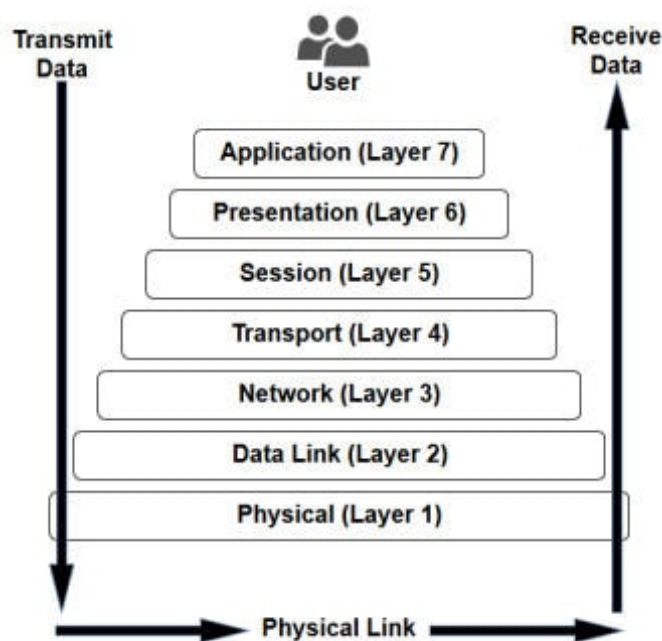 Transmit
Data
User
Receive
Data
Application (Layer 7)
Presentation (Layer 6)
Session (Layer 5)
Transport (Layer 4)
Network (Layer 3)
Data Link (Layer 2)
Physical (Layer 1)
Physical Link